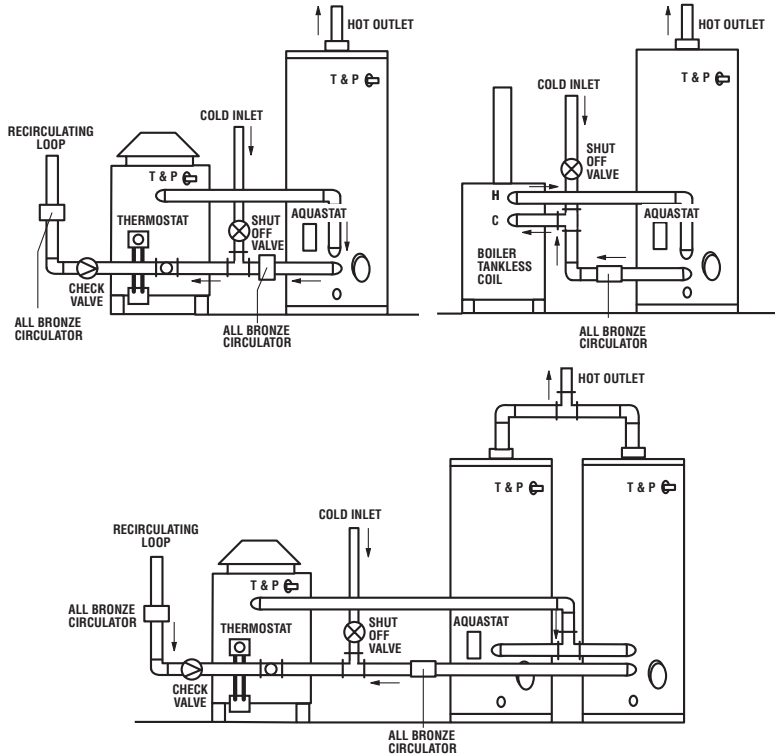 HOT OUTLET
T & P
COLD INLET
RECIRCULATING
LOOP
T & P
THERMOSTAT
SHUT
OFF
VALVE
AQUASTAT
CHECK
VALVE
ALL BRONZE
CIRCULATOR
ALL BRONZE
CIRCULATOR
HOT OUTLET
T & P
COLD INLET
SHUT
OFF
VALVE
H
C
AQUASTAT
BOILER
TANKLESS
COIL
ALL BRONZE
CIRCULATOR
HOT OUTLET
T & P
T & P
COLD INLET
RECIRCULATING
LOOP
T & P
ALL BRONZE
CIRCULATOR
THERMOSTAT
SHUT
OFF
VALVE
AQUASTAT
CHECK
VALVE
ALL BRONZE
CIRCULATOR